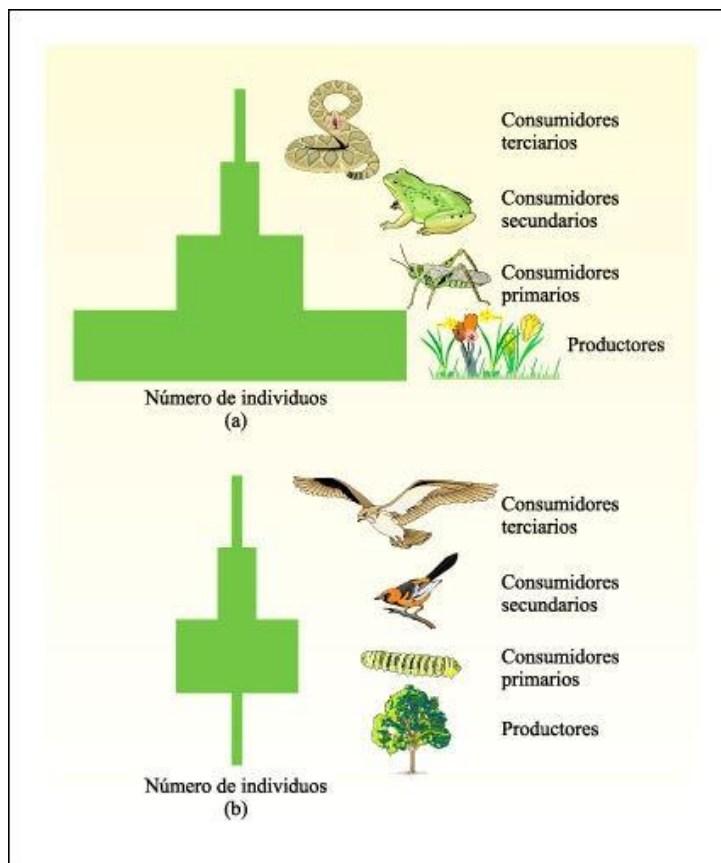 Consumidores
terciarios
Consumidores
secundarios
Consumidores
primarios
Productores
Número de individuos
(a)
Consumidores
terciarios
Consumidores
secundarios
Consumidores
primarios
Productores
Número de individuos
(b)